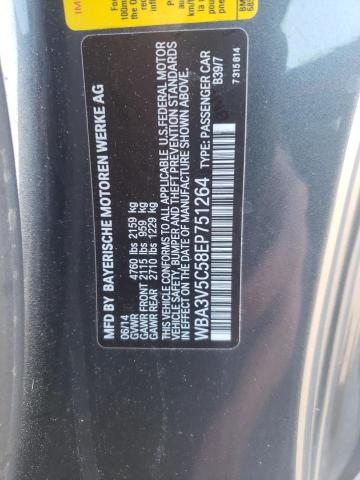 MFD BY BAYERISCHE MOTOREN WERKE AG
06/14
GVWR 4760 lbs 2159 kg
GAWR FRONT 2115 lbs 959 kg
GAWR REAR 2710 lbs 1229 kg
THIS VEHICLE CONFORMS TO ALL APPLICABLE U.S.FEDERAL MOTOR
VEHICLE SAFETY, BUMPER AND THEFT PREVENTION STANDARDS
IN EFFECT ON THE DATE OF MANUFACTURE SHOWN ABOVE.
WBA3V5C58EP751264 TYPE: PASSENGER CAR
B39/7
7 315 814